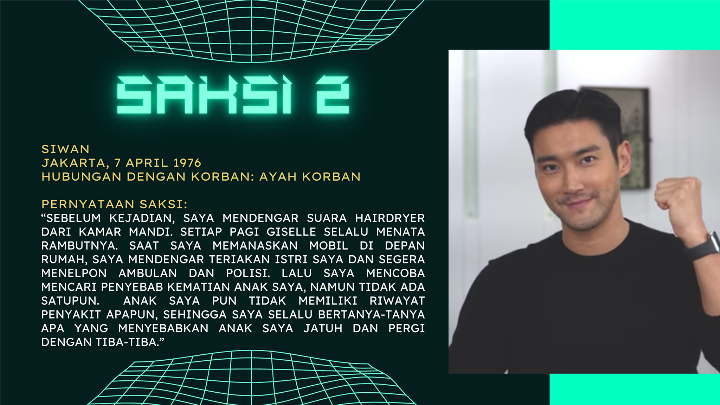 SAKSI 2
SIWAN
JAKARTA, 7 APRIL 1976
HUBUNGAN DENGAN KORBAN: AYAH KORBAN
PERNYATAAN SAKSI:
“SEBELUM KEJADIAN, SAYA MENDENGAR SUARA HAIRDRYER
DARI KAMAR MANDI. SETIAP PAGI GISELLE SELALU MENATA
RAMBUTNYA. SAAT SAYA MEMANASKAN MOBIL DI DEPAN
RUMAH, SAYA MENDENGAR TERIAKAN ISTRI SAYA DAN SEGERA
MENELPON AMBULAN DAN POLISI. LALU SAYA MENCOBA
MENCARI PENYEBAB KEMATIAN ANAK SAYA, NAMUN TIDAK ADA
SATUPUN. ANAK SAYA PUN TIDAK MEMILIKI RIWAYAT
PENYAKIT APAPUN, SEHINGGA SAYA SELALU BERTANYA-TANYA
APA YANG MENYEBABKAN ANAK SAYA JATUH DAN PERGI
DENGAN TIBA-TIBA.”